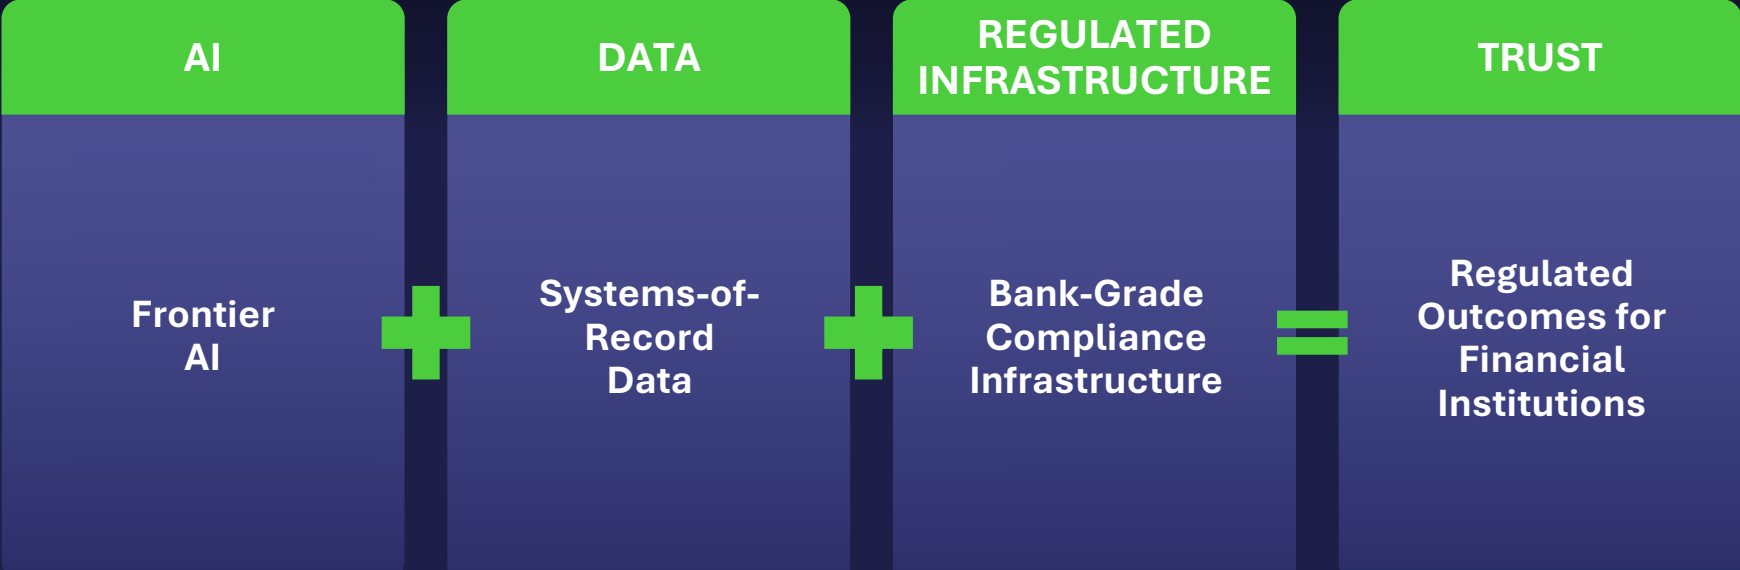 AI
Frontier
AI
DATA
Systems-of-
Record
Data
REGULATED
INFRASTRUCTURE
Bank-Grade
Compliance
Infrastructure
TRUST
Regulated
Outcomes for
Financial
Institutions